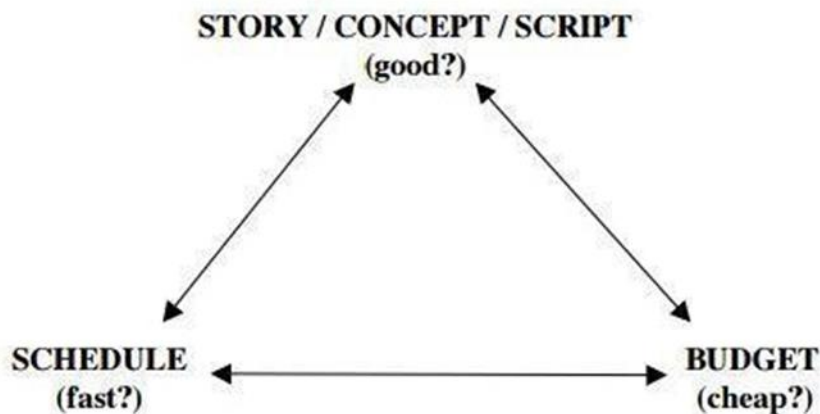 STORY / CONCEPT / SCRIPT
(good?)
SCHEDULE
(fast?)
BUDGET
(cheap?)